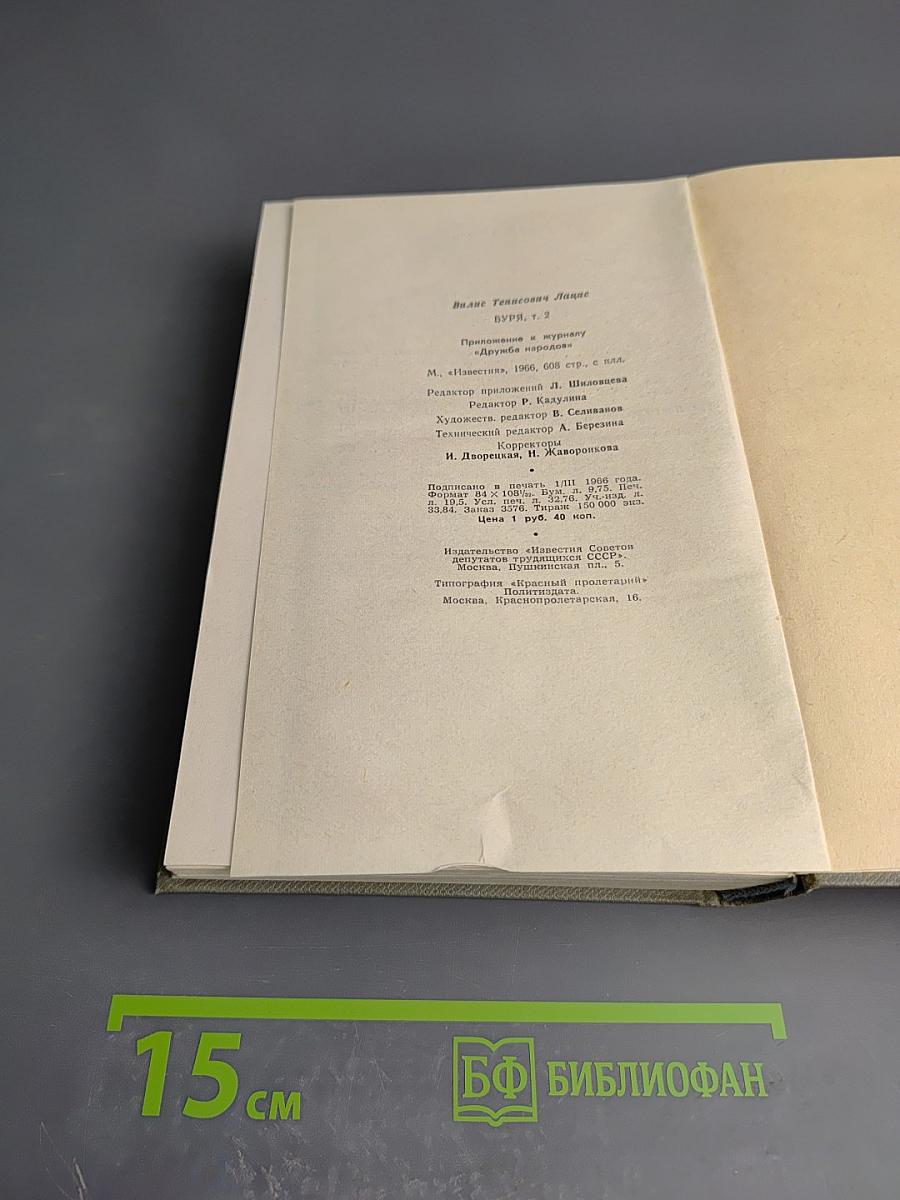 Вилис Тенисович Лацис
БУРЯ, т. 2
Приложение к журналу
«Дружба народов»
М., «Известия», 1966, 608 стр., с илл.
Редактор приложений Л. Шиловцева
Редактор Р. Кадулина
Художеств. редактор В. Селиванов
Технический редактор А. Березина
Корректоры
И. Дворецкая, Н. Жаворонкова
Подписано в печать 1/III 1966 года.
Формат 84 × 108 1/32. Бум. л. 9,75. Печ.
л. 19,5. Усл. печ. л. 32,76. Уч.-изд. л.
33,84. Заказ 3576. Тираж 150 000 экз.
Цена 1 руб. 40 коп.
Издательство «Известия Советов
депутатов трудящихся СССР».
Москва, Пушкинская пл., 5.
Типография «Красный пролетарий»
Политиздата.
Москва, Краснопролетарская, 16.
15 см
БФ БИБЛИОФАН